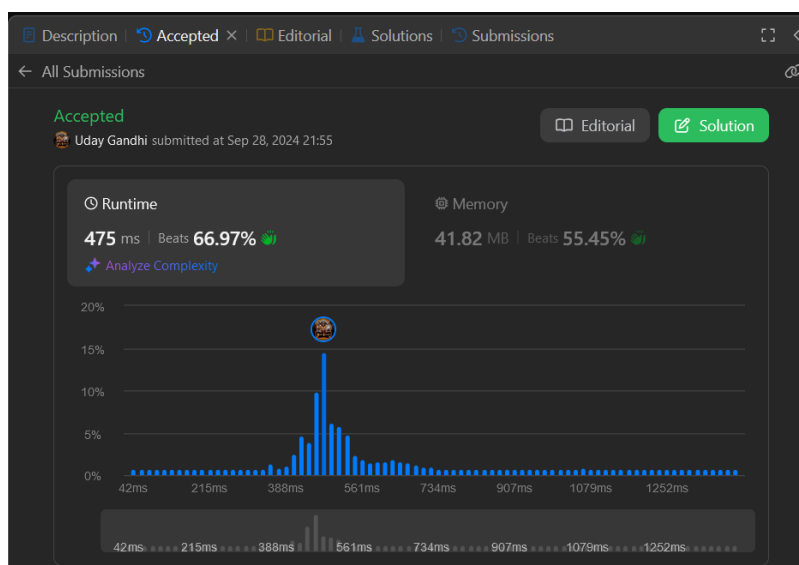 Description Accepted Editorial Solutions Submissions
All Submissions
Accepted
Uday Gandhi submitted at Sep 28, 2024 21:55
Editorial
Solution
Runtime
475 ms Beats 66.97%
Analyze Complexity
Memory
41.82 MB Beats 55.45%
20%
15%
10%
5%
0%
42ms 215ms 388ms 561ms 734ms 907ms 1079ms 1252ms
42ms 215ms 388ms 561ms 734ms 907ms 1079ms 1252ms